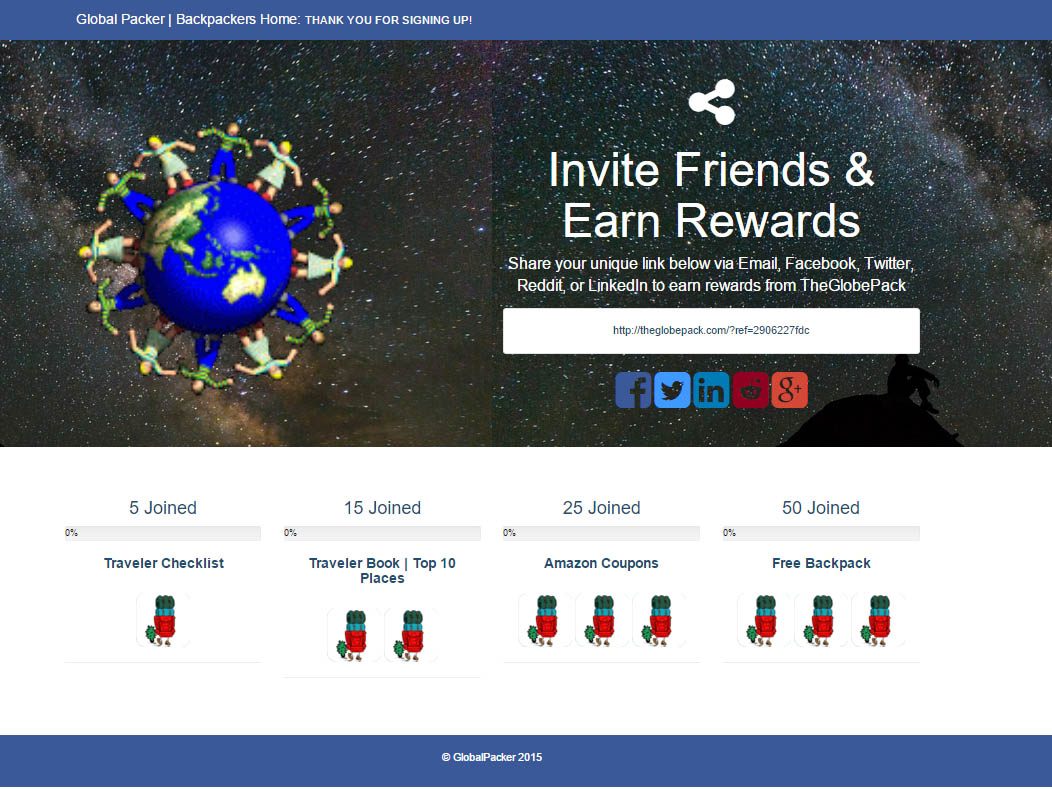 Global Packer | Backpackers Home: THANK YOU FOR SIGNING UP!
Invite Friends &
Earn Rewards
Share your unique link below via Email, Facebook, Twitter,
Reddit, or LinkedIn to earn rewards from TheGlobePack
http://theglobepack.com/?ref=2906227fdc
f in g+
5 Joined
0%
Traveler Checklist
15 Joined
0%
Traveler Book | Top 10
Places
25 Joined
0%
Amazon Coupons
50 Joined
0%
Free Backpack
© GlobalPacker 2015